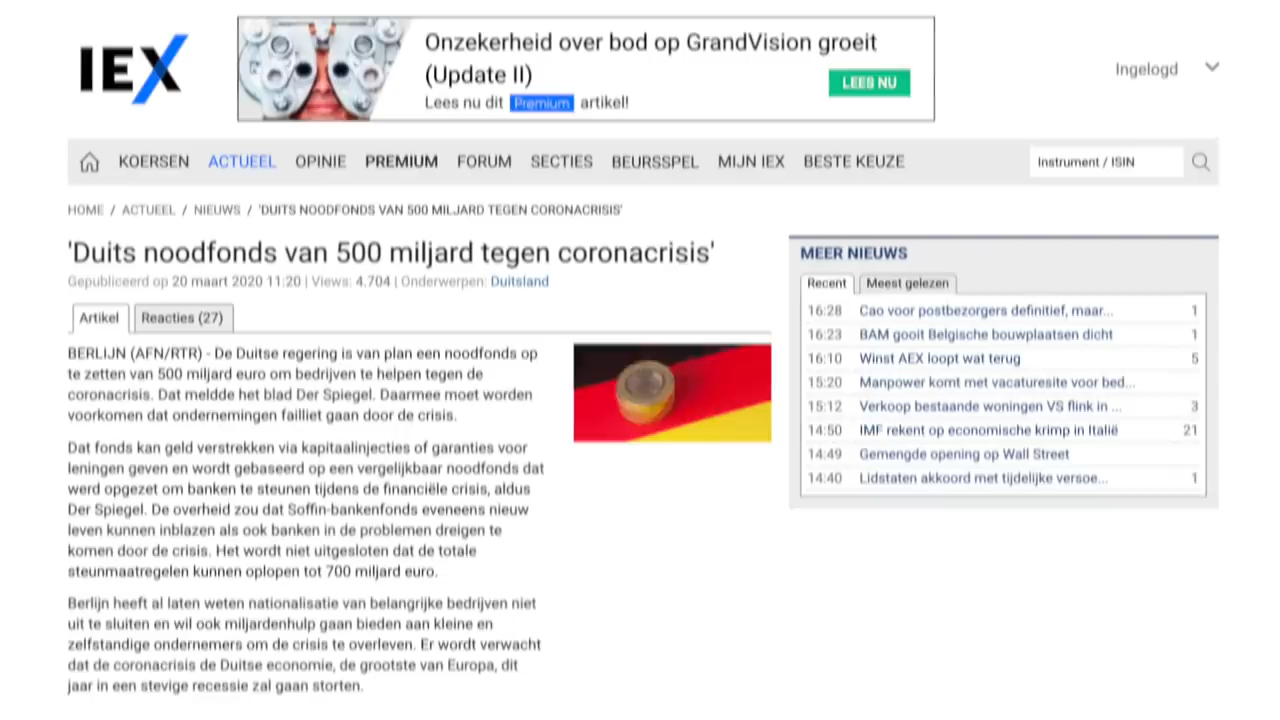 IEX
Onzekerheid over bod op GrandVision groeit
(Update II)
Lees nu dit Premium artikel!
LEES NU
Ingelogd
KOERSEN ACTUEEL OPINIE PREMIUM FORUM SECTIES BEURSSPEL MIJN IEX BESTE KEUZE
Instrument / ISIN
HOME / ACTUEEL / NIEUWS / 'DUITS NOODFONDS VAN 500 MILJARD TEGEN CORONACRISIS'
'Duits noodfonds van 500 miljard tegen coronacrisis'
Gepubliceerd op 20 maart 2020 11:20 | Views: 4.704 | Onderwerpen: Duitsland
Artikel Reacties (27)
BERLIJN (AFN/RTR) - De Duitse regering is van plan een noodfonds op
te zetten van 500 miljard euro om bedrijven te helpen tegen de
coronacrisis. Dat meldde het blad Der Spiegel. Daarmee moet worden
voorkomen dat ondernemingen failliet gaan door de crisis.
Dat fonds kan geld verstrekken via kapitaalinjecties of garanties voor
leningen geven en wordt gebaseerd op een vergelijkbaar noodfonds dat
werd opgezet om banken te steunen tijdens de financiële crisis, aldus
Der Spiegel. De overheid zou dat Soffin-bankenfonds eveneens nieuw
leven kunnen inblazen als ook banken in de problemen dreigen te
komen door de crisis. Het wordt niet uitgesloten dat de totale
steunmaatregelen kunnen oplopen tot 700 miljard euro.
Berlijn heeft al laten weten nationalisatie van belangrijke bedrijven niet
uit te sluiten en wil ook miljardenhulp gaan bieden aan kleine en
zelfstandige ondernemers om de crisis te overleven. Er wordt verwacht
dat de coronacrisis de Duitse economie, de grootste van Europa, dit
jaar in een stevige recessie zal gaan storten.
MEER NIEUWS
Recent Meest gelezen
16:28 Cao voor postbezorgers definitief, maar... 1
16:23 BAM gooit Belgische bouwplaatsen dicht 1
16:10 Winst AEX loopt wat terug 5
15:20 Manpower komt met vacaturesite voor bed...
15:12 Verkoop bestaande woningen VS flink in ... 3
14:50 IMF rekent op economische krimp in Italië 21
14:49 Gemengde opening op Wall Street
14:40 Lidstaten akkoord met tijdelijke versoe... 1